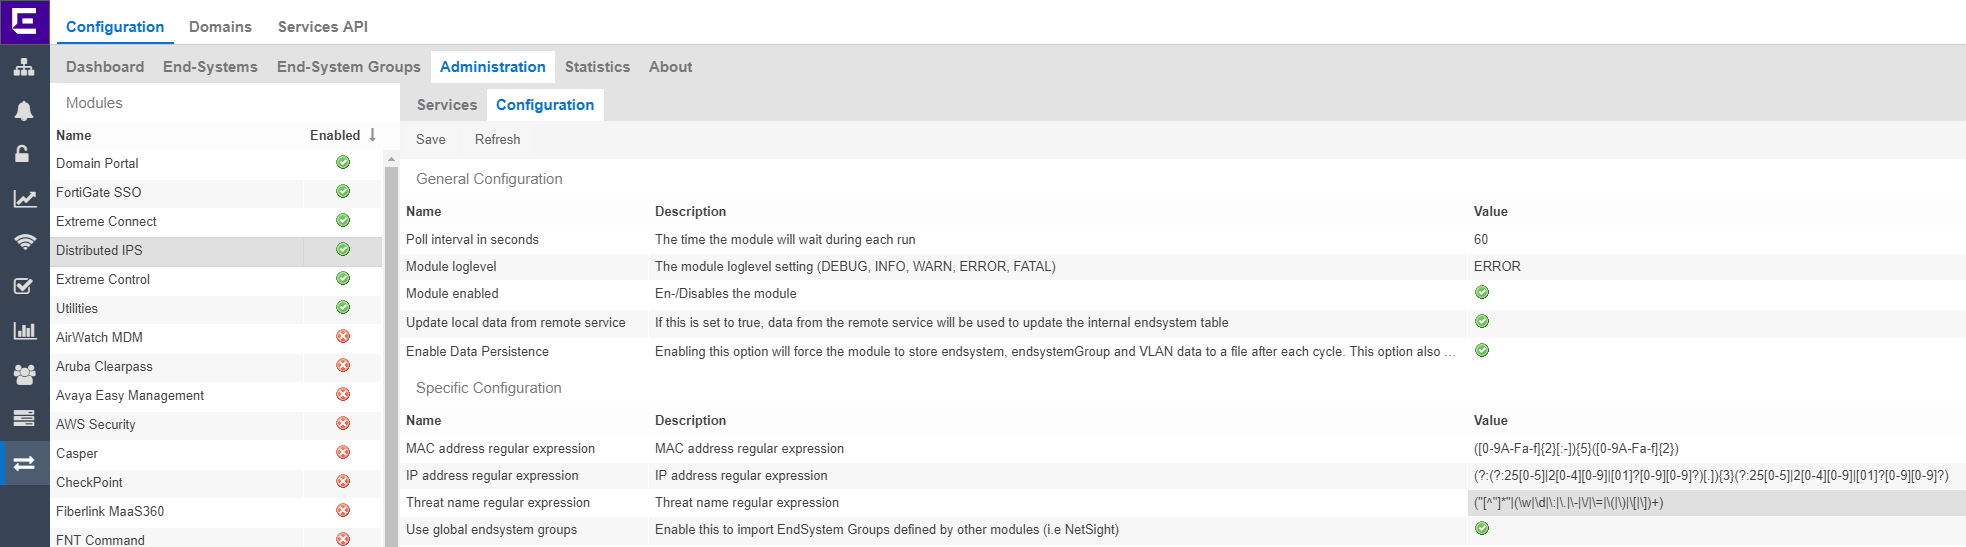 Configuration Domains Services API
Dashboard End-Systems End-System Groups Administration Statistics About
Modules
Name Enabled
Domain Portal
FortiGate SSO
Extreme Connect
Distributed IPS
Extreme Control
Utilities
AirWatch MDM
Aruba Clearpass
Avaya Easy Management
AWS Security
Casper
CheckPoint
Fiberlink MaaS360
FNT Command
Services Configuration
Save Refresh
General Configuration
Name Description Value
Poll interval in seconds The time the module will wait during each run 60
Module loglevel The module loglevel setting (DEBUG, INFO, WARN, ERROR, FATAL) ERROR
Module enabled En-/Disables the module
Update local data from remote service If this is set to true, data from the remote service will be used to update the internal endsystem table
Enable Data Persistence Enabling this option will force the module to store endsystem, endsystemGroup and VLAN data to a file after each cycle. This option also ...
Specific Configuration
Name Description Value
MAC address regular expression MAC address regular expression ([0-9A-Fa-f]{2}[:-]){5}([0-9A-Fa-f]{2})
IP address regular expression IP address regular expression (?:(?:25[0-5]|2[0-4][0-9]|[01]?[0-9][0-9]?)[.]){3}(?:25[0-5]|2[0-4][0-9]|[01]?[0-9][0-9]?)
Threat name regular expression Threat name regular expression ("[^"]*"|(\w|\d|\:|\.|\-|\/|\=|\(|\)|\[|\])+)
Use global endsystem groups Enable this to import EndSystem Groups defined by other modules (i.e NetSight)